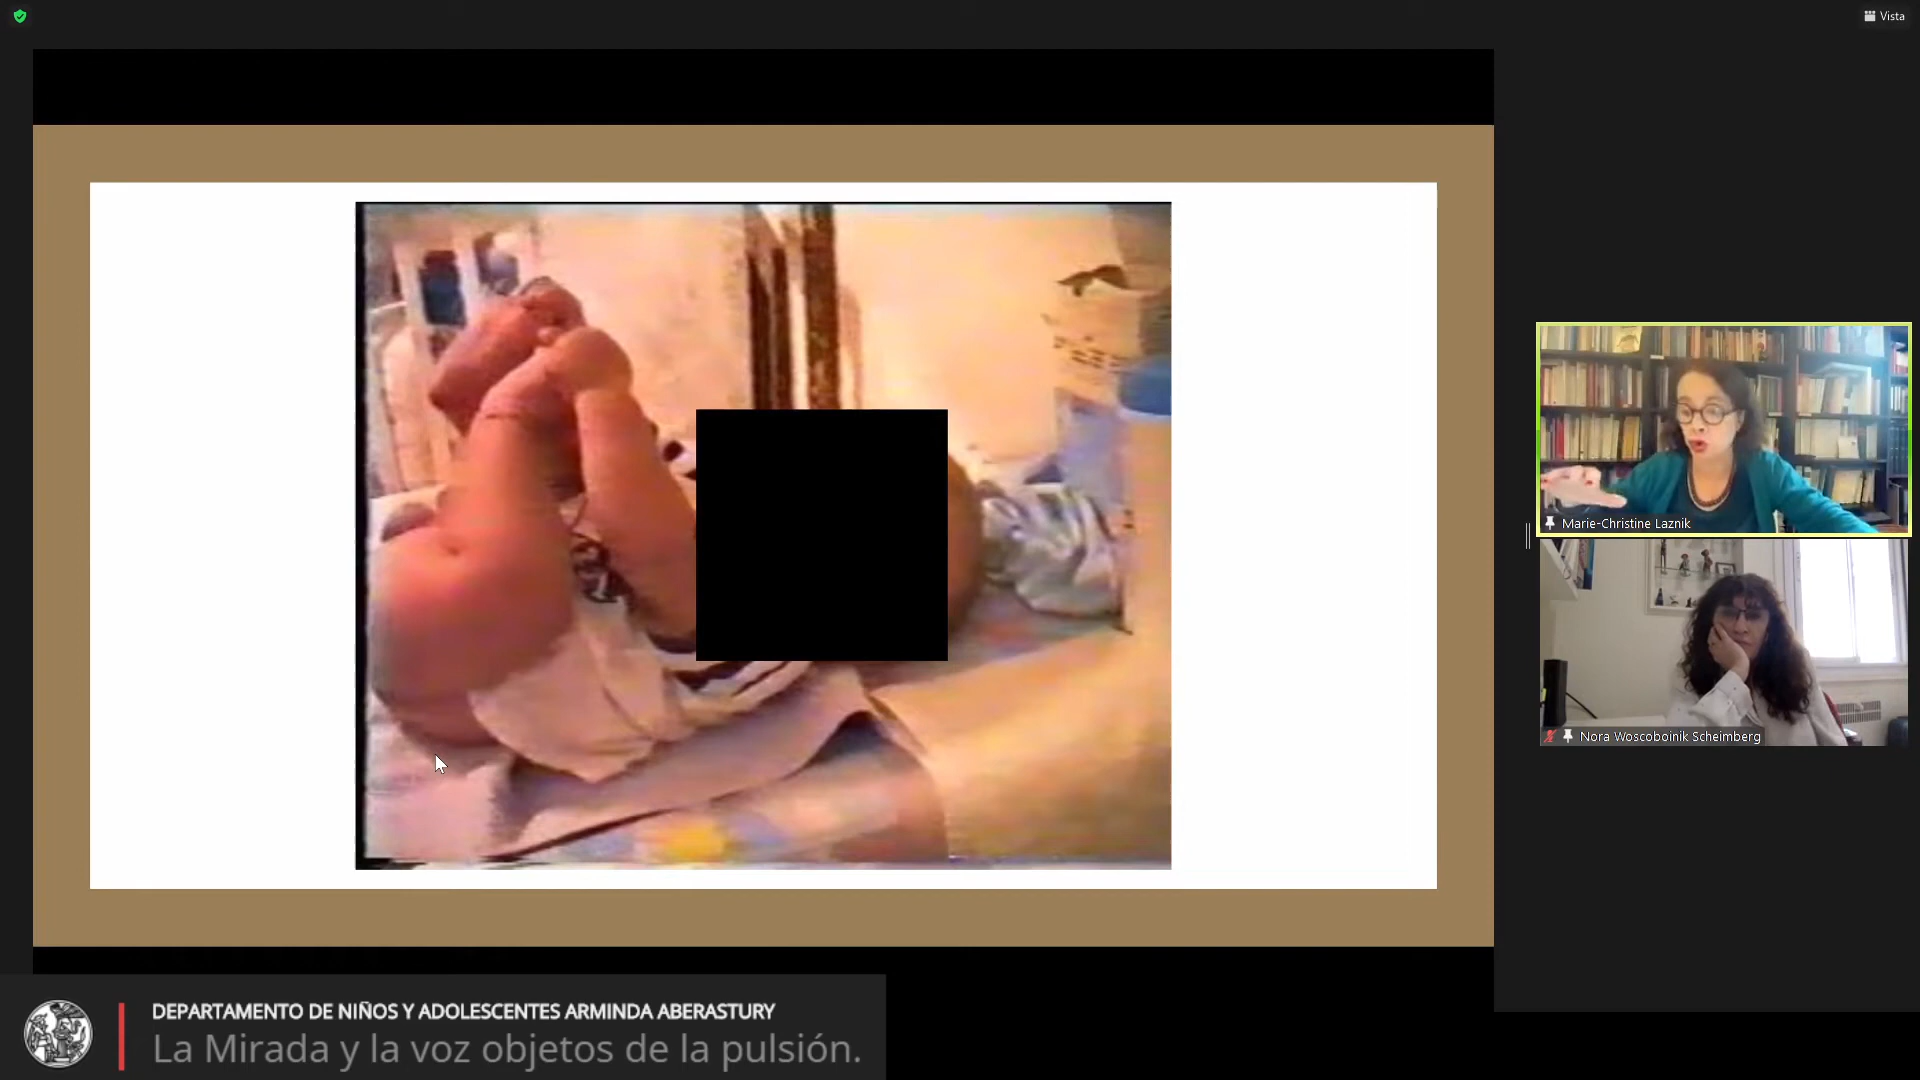 Vista
Marie-Christine Laznik
Nora Woscoboinik Scheimberg
DEPARTAMENTO DE NIÑOS Y ADOLESCENTES ARMINDA ABERASTURY
La Mirada y la voz objetos de la pulsión.